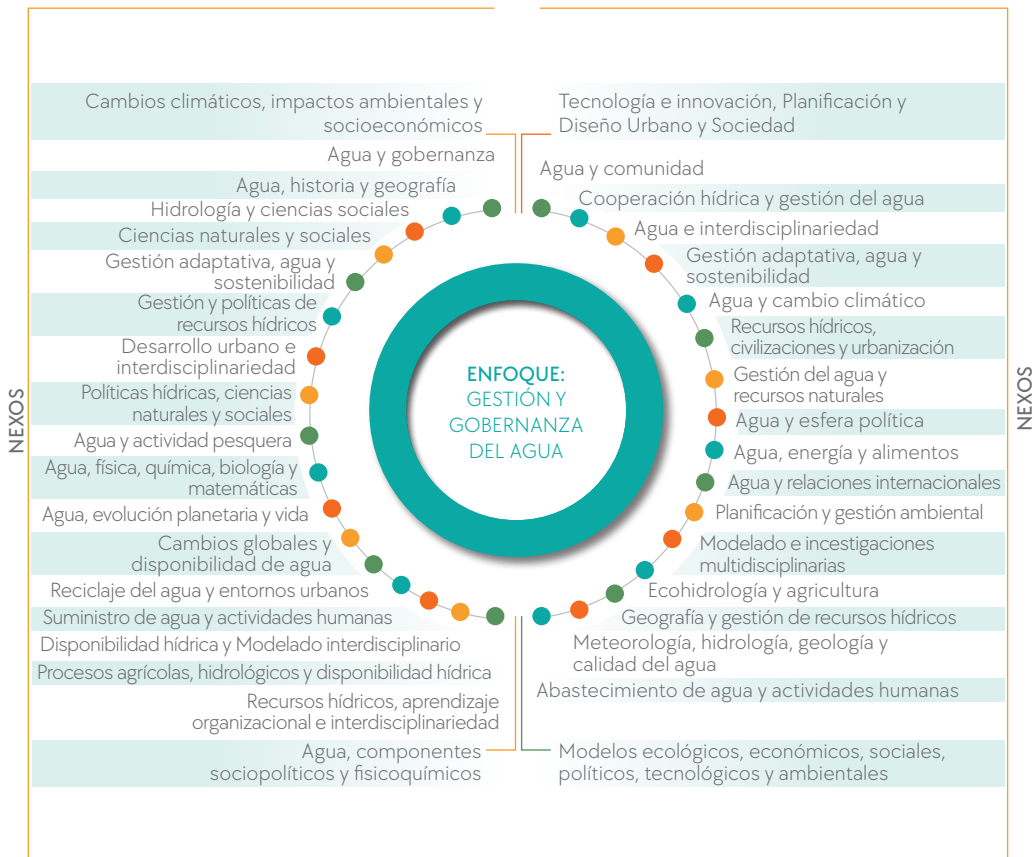 Cambios climáticos, impactos ambientales y
socioeconómicos
Agua y gobernanza
Agua, historia y geografía
Hidrología y ciencias sociales
Ciencias naturales y sociales
Gestión adaptativa, agua y
sostenibilidad
Gestión y políticas de
recursos hídricos
Desarrollo urbano e
interdisciplinariedad
Políticas hídricas, ciencias
naturales y sociales
Agua y actividad pesquera
Agua, física, química, biología y
matemáticas
Agua, evolución planetaria y vida
Cambios globales y
disponibilidad de agua
Reciclaje del agua y entornos urbanos
Suministro de agua y actividades humanas
Disponibilidad hídrica y Modelado interdisciplinario
Procesos agrícolas, hidrológicos y disponibilidad hídrica
Recursos hídricos, aprendizaje
organizacional e interdisciplinariedad
Agua, componentes
sociopolíticos y fisicoquímicos
NEXOS
ENFOQUE:
GESTIÓN Y
GOBERNANZA
DEL AGUA
Tecnología e innovación, Planificación y
Diseño Urbano y Sociedad
Agua y comunidad
Cooperación hídrica y gestión del agua
Agua e interdisciplinariedad
Gestión adaptativa, agua y
sostenibilidad
Agua y cambio climático
Recursos hídricos,
civilizaciones y urbanización
Gestión del agua y
recursos naturales
Agua y esfera política
Agua, energía y alimentos
Agua y relaciones internacionales
Planificación y gestión ambiental
Modelado e investigaciones
multidisciplinarias
Ecohidrología y agricultura
Geografía y gestión de recursos hídricos
Meteorología, hidrología, geología y
calidad del agua
Abastecimiento de agua y actividades humanas
Modelos ecológicos, económicos, sociales,
políticos, tecnológicos y ambientales
NEXOS